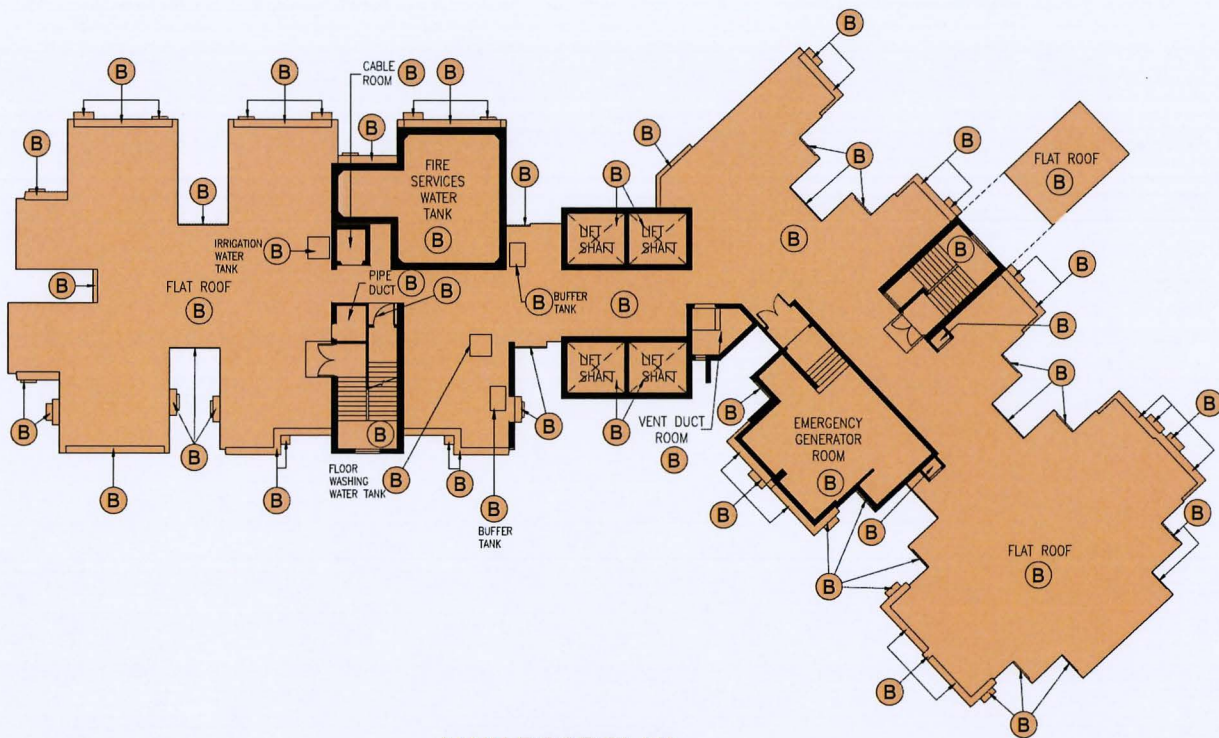 B
B
CABLE
ROOM
B
B
B
B
B
FIRE
SERVICES
WATER
TANK
B
B
B
B
B
B
B
B
FLAT ROOF
B
B
IRRIGATION
WATER
TANK
B
PIPE
DUCT
B
B
B
FLAT ROOF
B
LIFT
SHAFT
LIFT
SHAFT
B
BUFFER
TANK
B
B
B
B
B
LIFT
SHAFT
LIFT
SHAFT
B
B
B
B
B
B
B
B
B
B
VENT DUCT
ROOM
B
EMERGENCY
GENERATOR
ROOM
B
FLOOR
WASHING
WATER TANK
B
B
B
B
BUFFER
TANK
B
B
B
FLAT ROOF
B
B
B
B
B